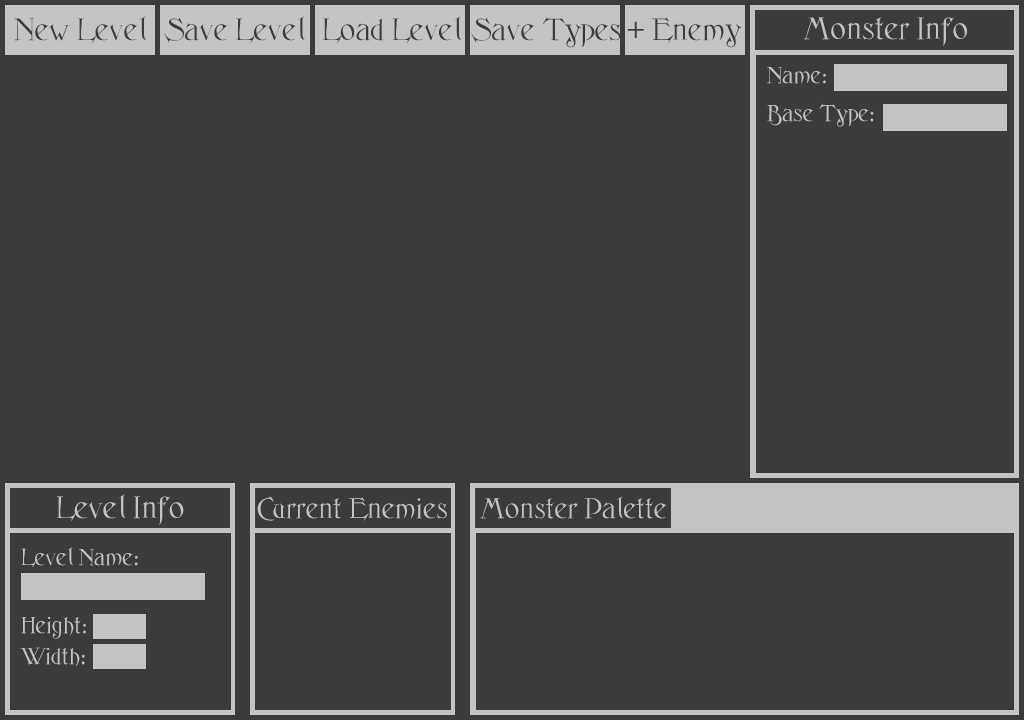 New Level
Save Level
Load Level
Save Types
+ Enemy
Monster Info
Name:
Base Type:
Level Info
Level Name:
Height:
Width:
Current Enemies
Monster Palette